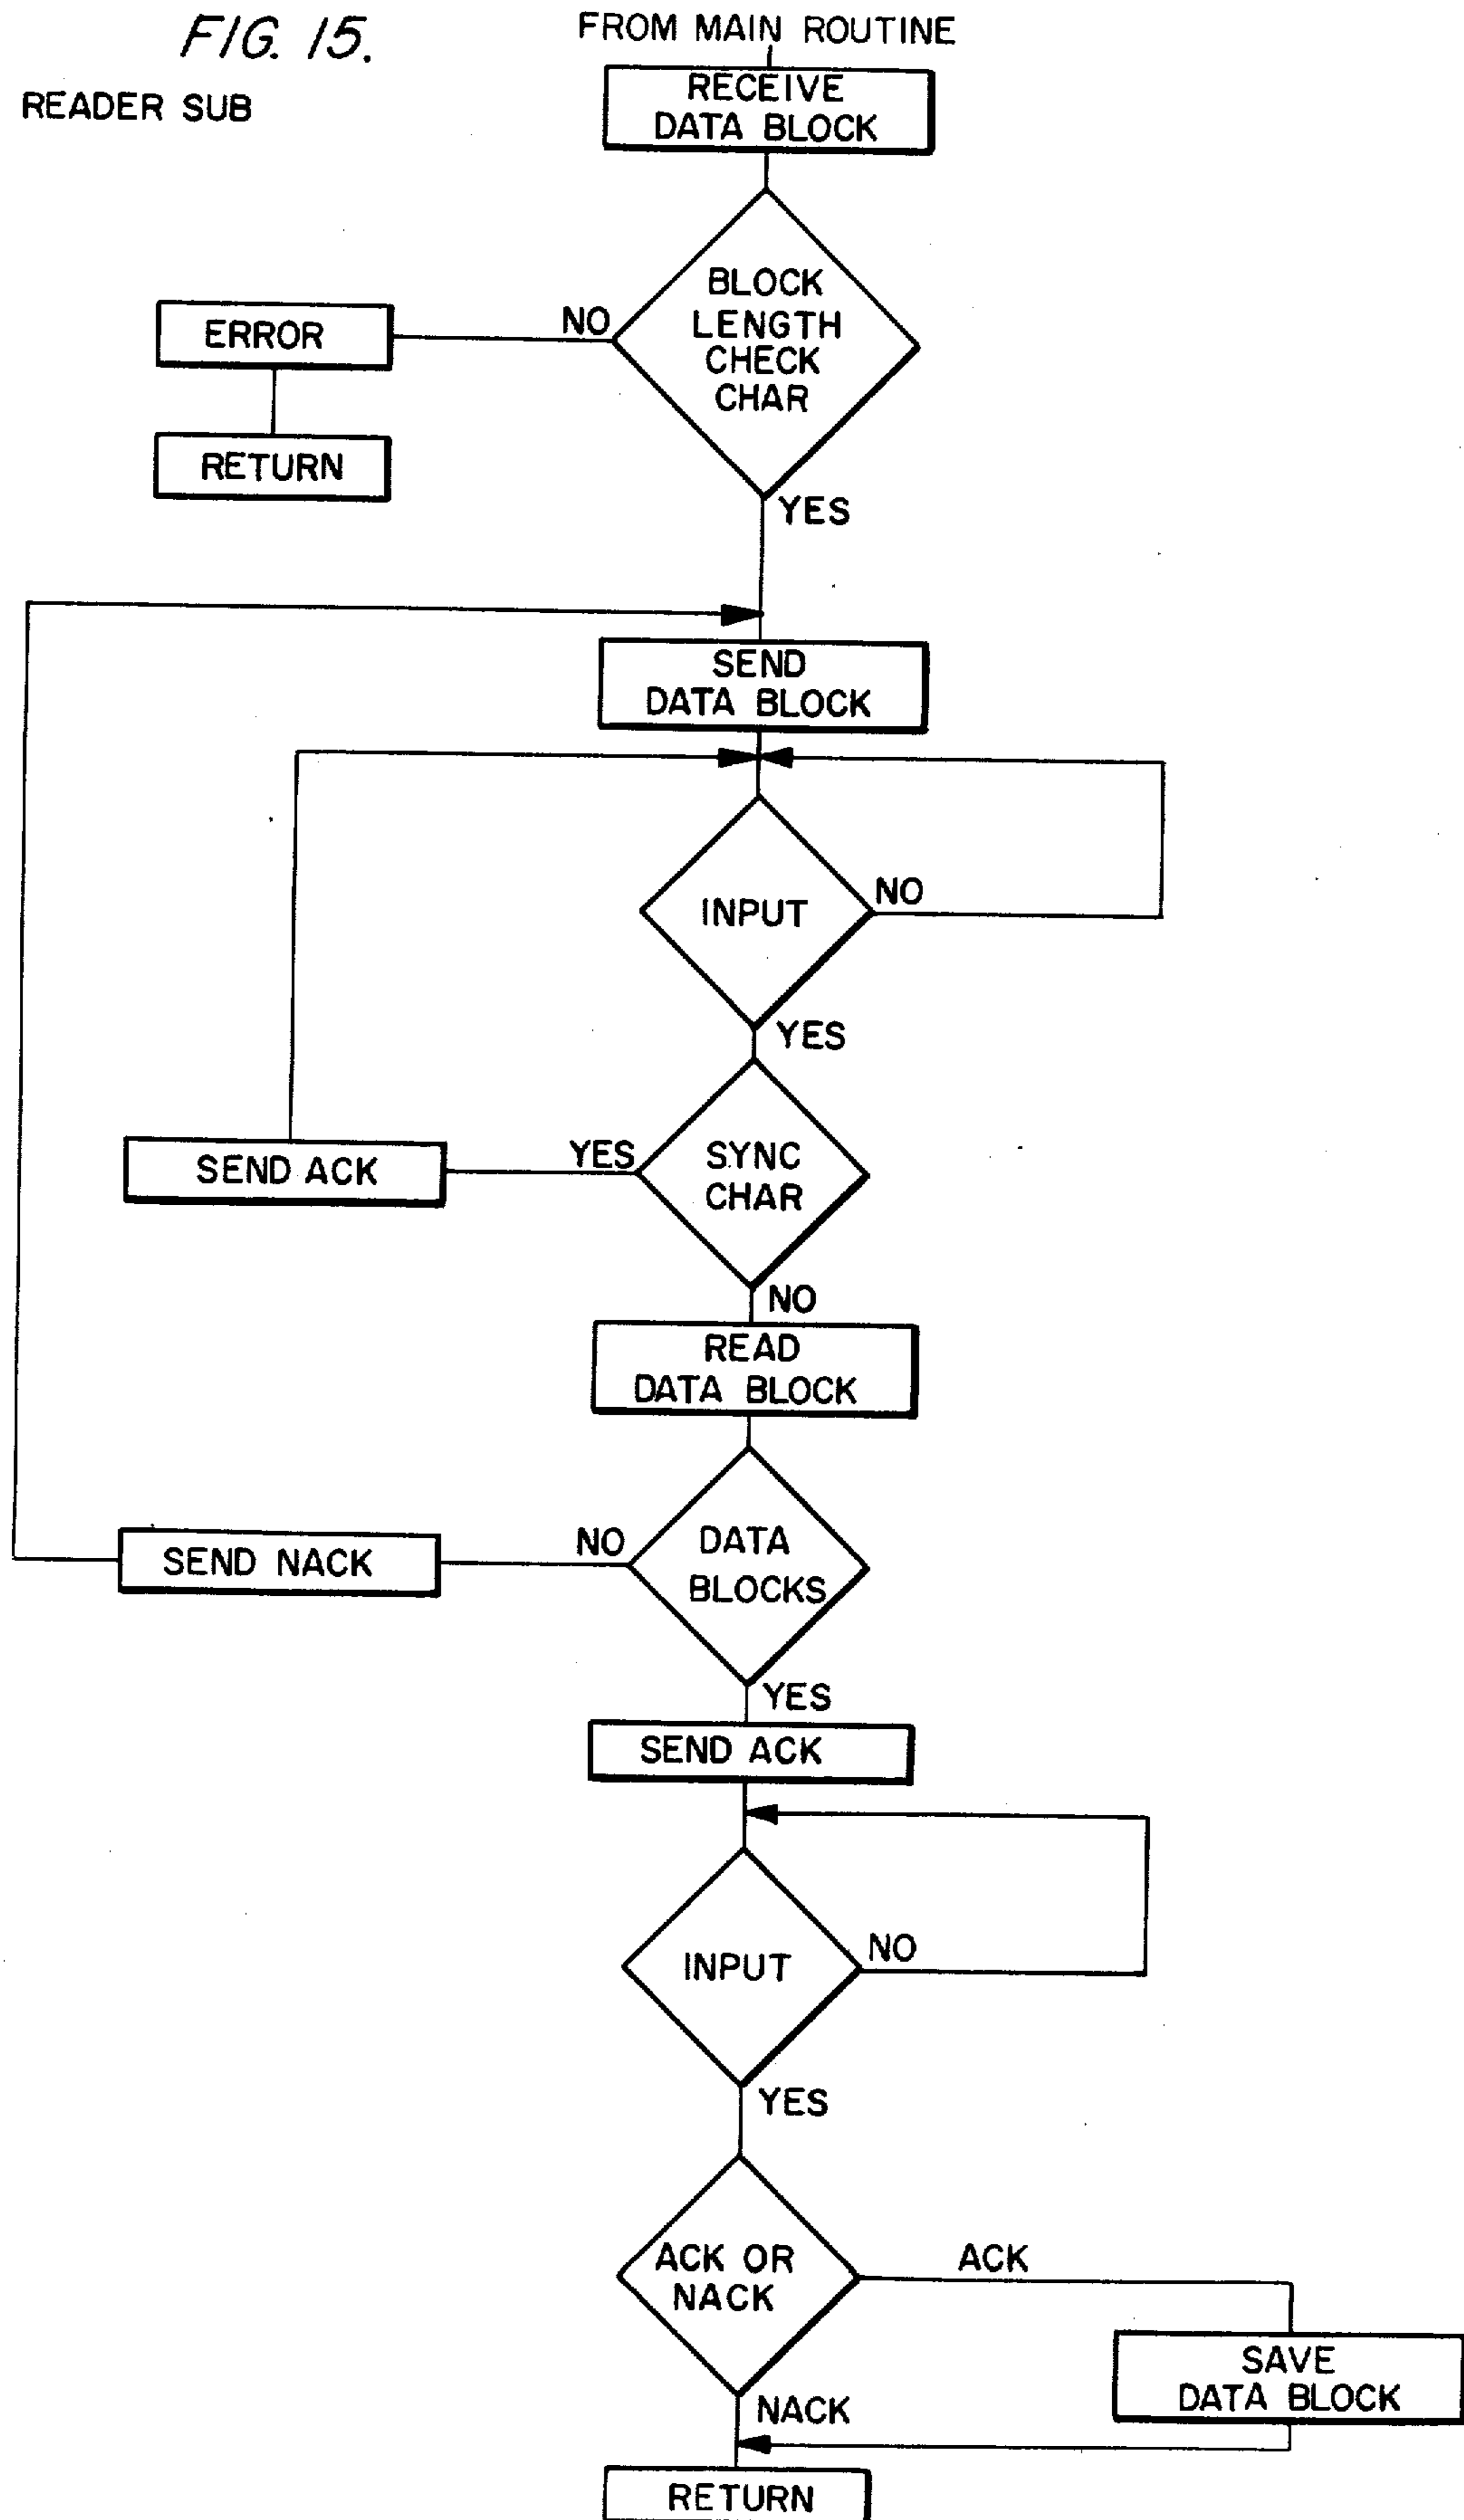 FIG. 15.
FROM MAIN ROUTINE
READER SUB
RECEIVE
DATA BLOCK
BLOCK
LENGTH
CHECK
CHAR
NO
ERROR
RETURN
YES
SEND
DATA BLOCK
INPUT
NO
YES
SYNC
CHAR
YES
SEND ACK
NO
READ
DATA BLOCK
DATA
BLOCKS
NO
SEND NACK
YES
SEND ACK
INPUT
NO
YES
ACK OR
NACK
ACK
SAVE
DATA BLOCK
NACK
RETURN